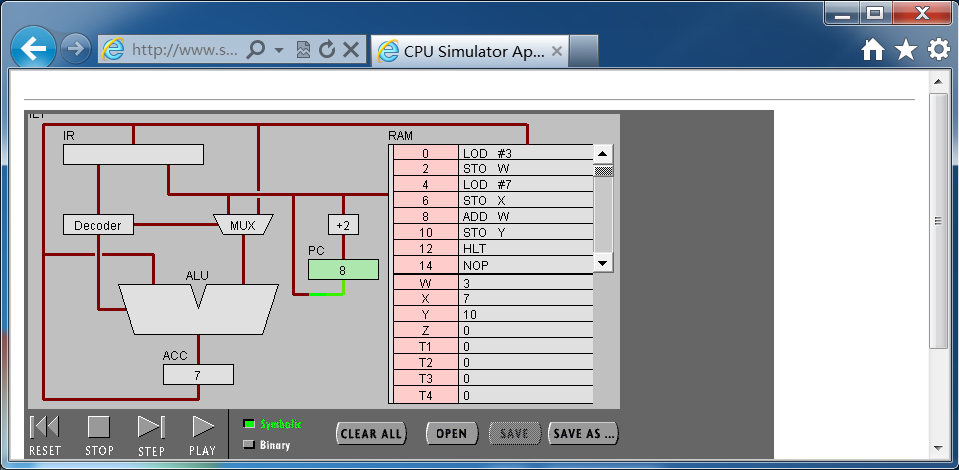 http://www.s...
CPU Simulator Ap...
IR
RAM
0 LOD #3
2 STO W
4 LOD #7
6 STO X
8 ADD W
10 STO Y
12 HLT
14 NOP
W 3
X 7
Y 10
Z 0
T1 0
T2 0
T3 0
T4 0
Decoder
MUX
+2
PC
8
ALU
ACC
7
RESET
STOP
STEP
PLAY
Symbolic
Binary
CLEAR ALL
OPEN
SAVE
SAVE AS ...